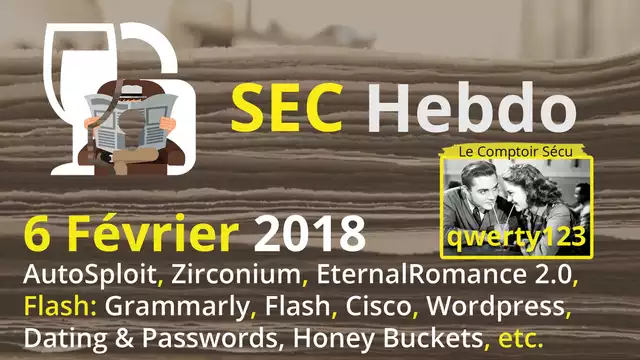 SEC Hebdo
Le Comptoir Sécu
qwerty123
6 Février 2018
AutoSploit, Zirconium, EternalRomance 2.0,
Flash: Grammarly, Flash, Cisco, Wordpress,
Dating & Passwords, Honey Buckets, etc.